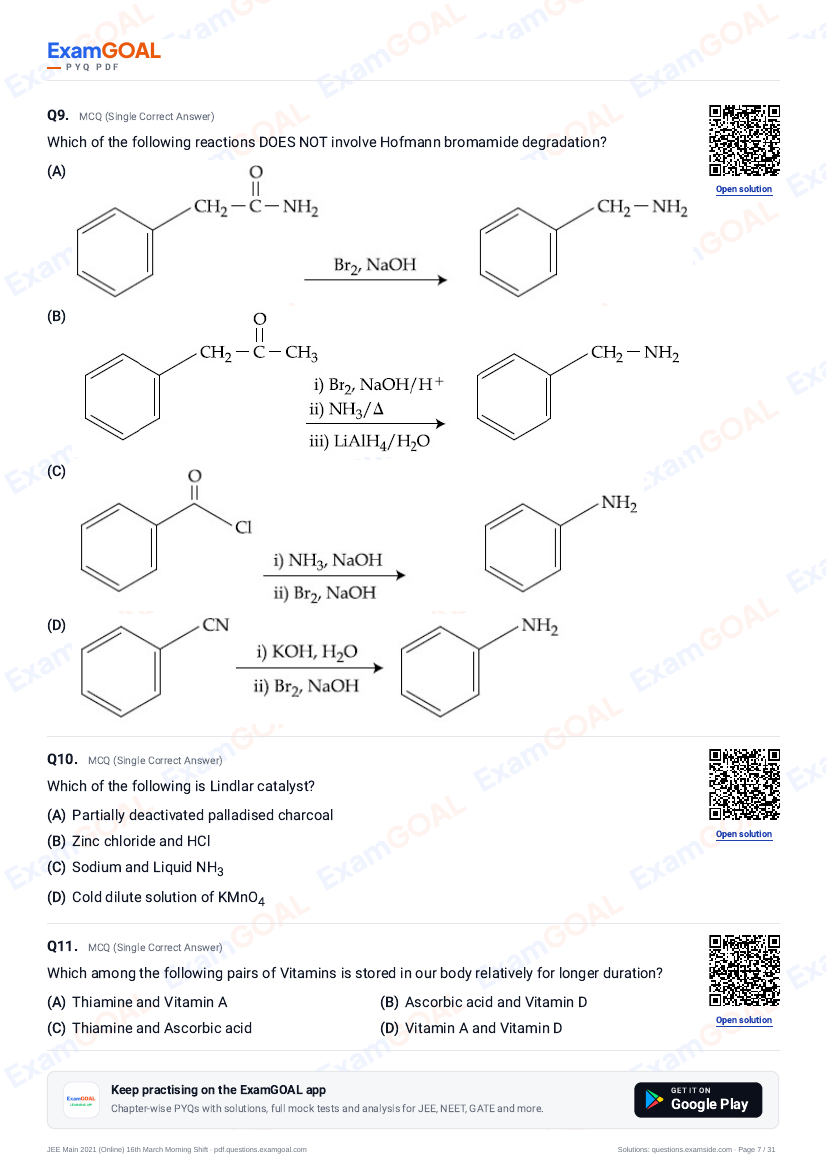 ExamGOAL
PYQ PDF
Q9. MCQ (Single Correct Answer)
Which of the following reactions DOES NOT involve Hofmann bromamide degradation?
Open solution
(A)
O
CH₂ — C — NH₂
Br₂, NaOH
CH₂ — NH₂
(B)
O
CH₂ — C — CH₃
i) Br₂, NaOH/H⁺
ii) NH₃/Δ
iii) LiAlH₄/H₂O
CH₂ — NH₂
(C)
O
Cl
i) NH₃, NaOH
ii) Br₂, NaOH
NH₂
(D)
CN
i) KOH, H₂O
ii) Br₂, NaOH
NH₂
Q10. MCQ (Single Correct Answer)
Which of the following is Lindlar catalyst?
(A) Partially deactivated palladised charcoal
(B) Zinc chloride and HCl
(C) Sodium and Liquid NH₃
(D) Cold dilute solution of KMnO₄
Open solution
Q11. MCQ (Single Correct Answer)
Which among the following pairs of Vitamins is stored in our body relatively for longer duration?
(A) Thiamine and Vitamin A (B) Ascorbic acid and Vitamin D
(C) Thiamine and Ascorbic acid (D) Vitamin A and Vitamin D
Open solution
ExamGOAL
Keep practising on the ExamGOAL app
Chapter-wise PYQs with solutions, full mock tests and analysis for JEE, NEET, GATE and more.
GET IT ON
Google Play
JEE Main 2021 (Online) 16th March Morning Shift · pdf.questions.examgoal.com Solutions: questions.examside.com · Page 7 / 31